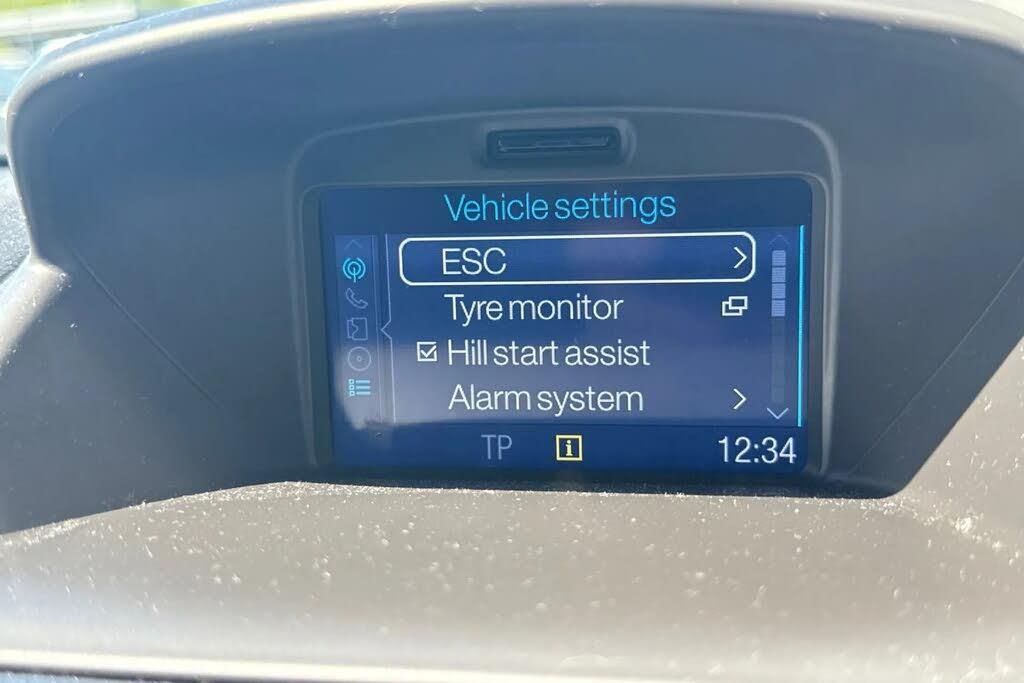 Vehicle settings
ESC
Tyre monitor
Hill start assist
Alarm system
TP i 12:34